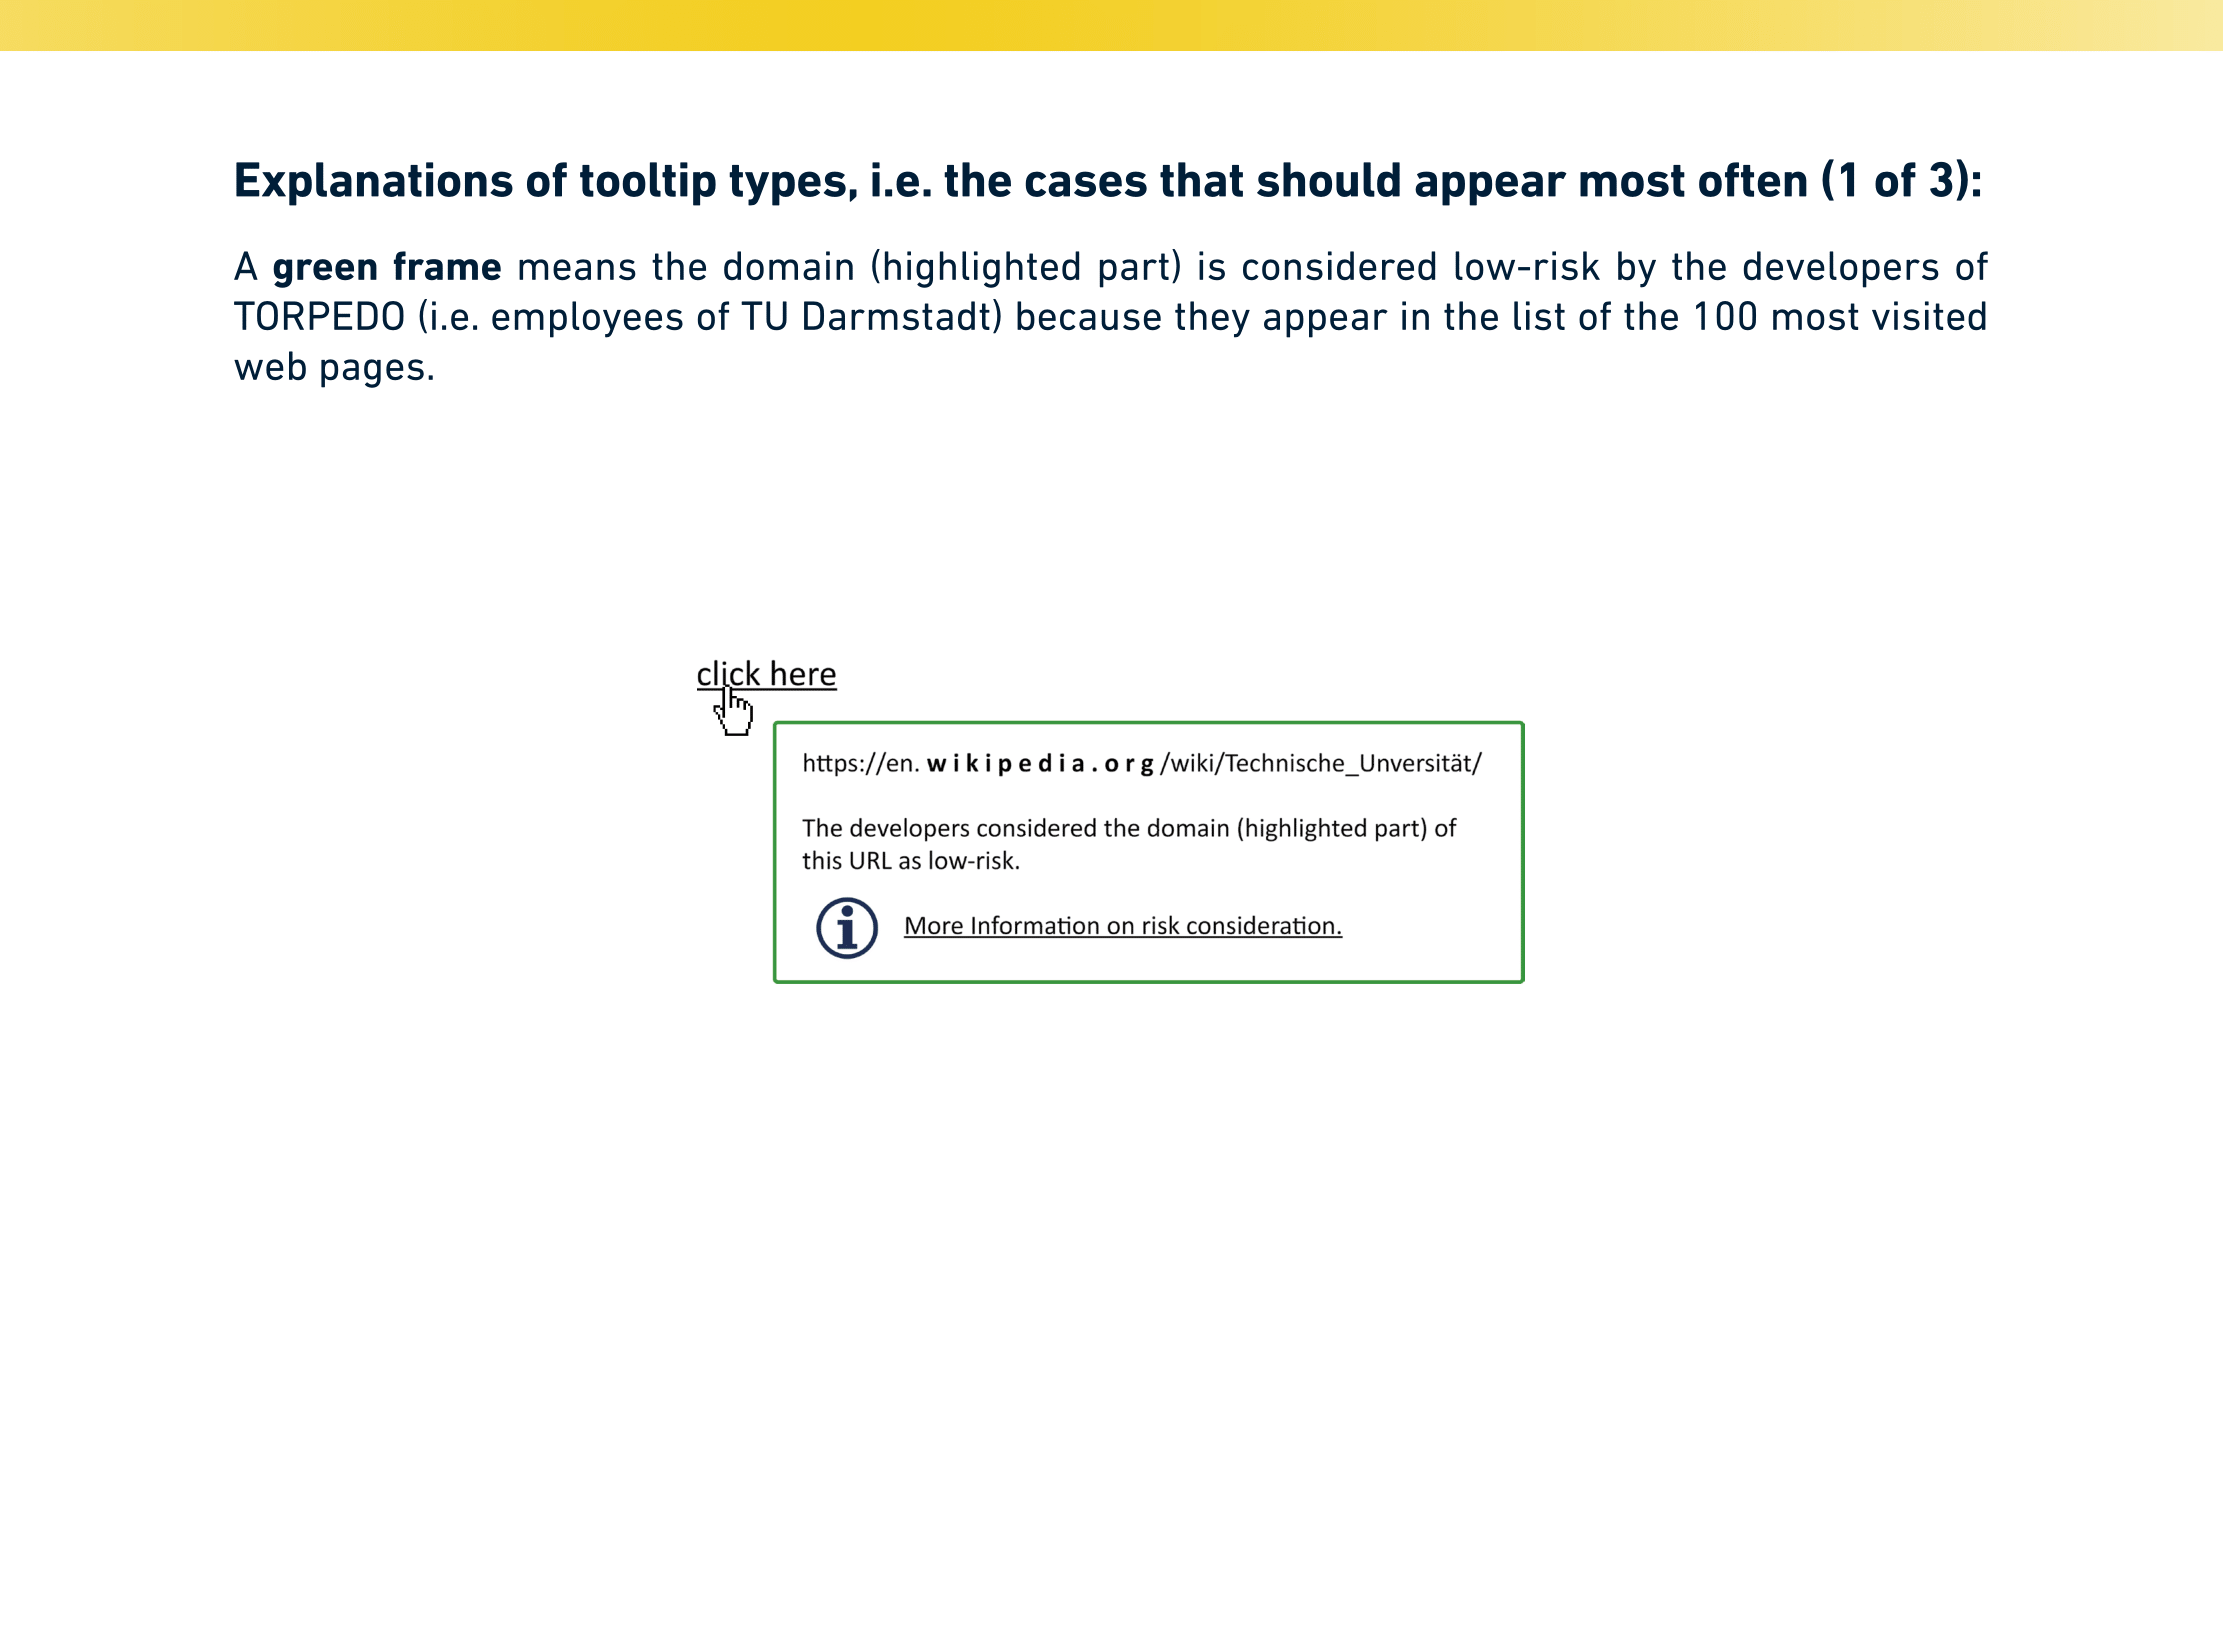 Explanations of tooltip types, i.e. the cases that should appear most often (1 of 3):
A green frame means the domain (highlighted part) is considered low-risk by the developers of
TORPEDO (i.e. employees of TU Darmstadt) because they appear in the list of the 100 most visited
web pages.
click here
https://en.wikipedia.org/wiki/Technische_Unversität/
The developers considered the domain (highlighted part) of
this URL as low-risk.
More Information on risk consideration.